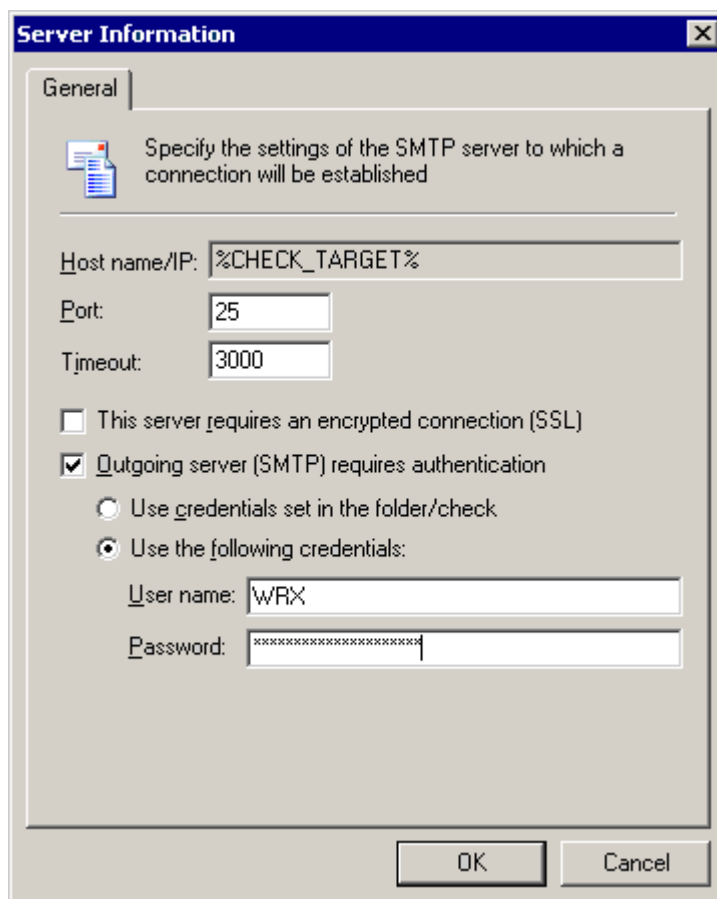 Server Information
General
Specify the settings of the SMTP server to which a
connection will be established
Host name/IP: %CHECK_TARGET%
Port: 25
Timeout: 3000
This server requires an encrypted connection (SSL)
Outgoing server (SMTP) requires authentication
Use credentials set in the folder/check
Use the following credentials:
User name: WRX
Password: *********************
OK Cancel